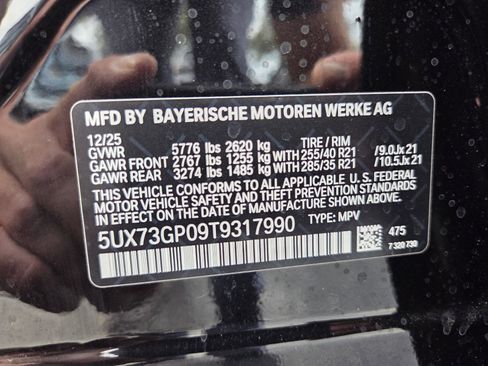 MFD BY BAYERISCHE MOTOREN WERKE AG
12/25
GVWR 5776 lbs 2620 kg TIRE / RIM
GAWR FRONT 2767 lbs 1255 kg WITH 255/40 R21 /9.0Jx21
GAWR REAR 3274 lbs 1485 kg WITH 285/35 R21 /10.5Jx21
THIS VEHICLE CONFORMS TO ALL APPLICABLE FEDERAL
MOTOR VEHICLE SAFETY, BUMPER, AND THEFT PREVENTION
STANDARDS IN EFFECT ON THE DATE OF MANUFACTURE SHOWN ABOVE.
5UX73GP09T9317990 TYPE: MPV
475
7 320 730